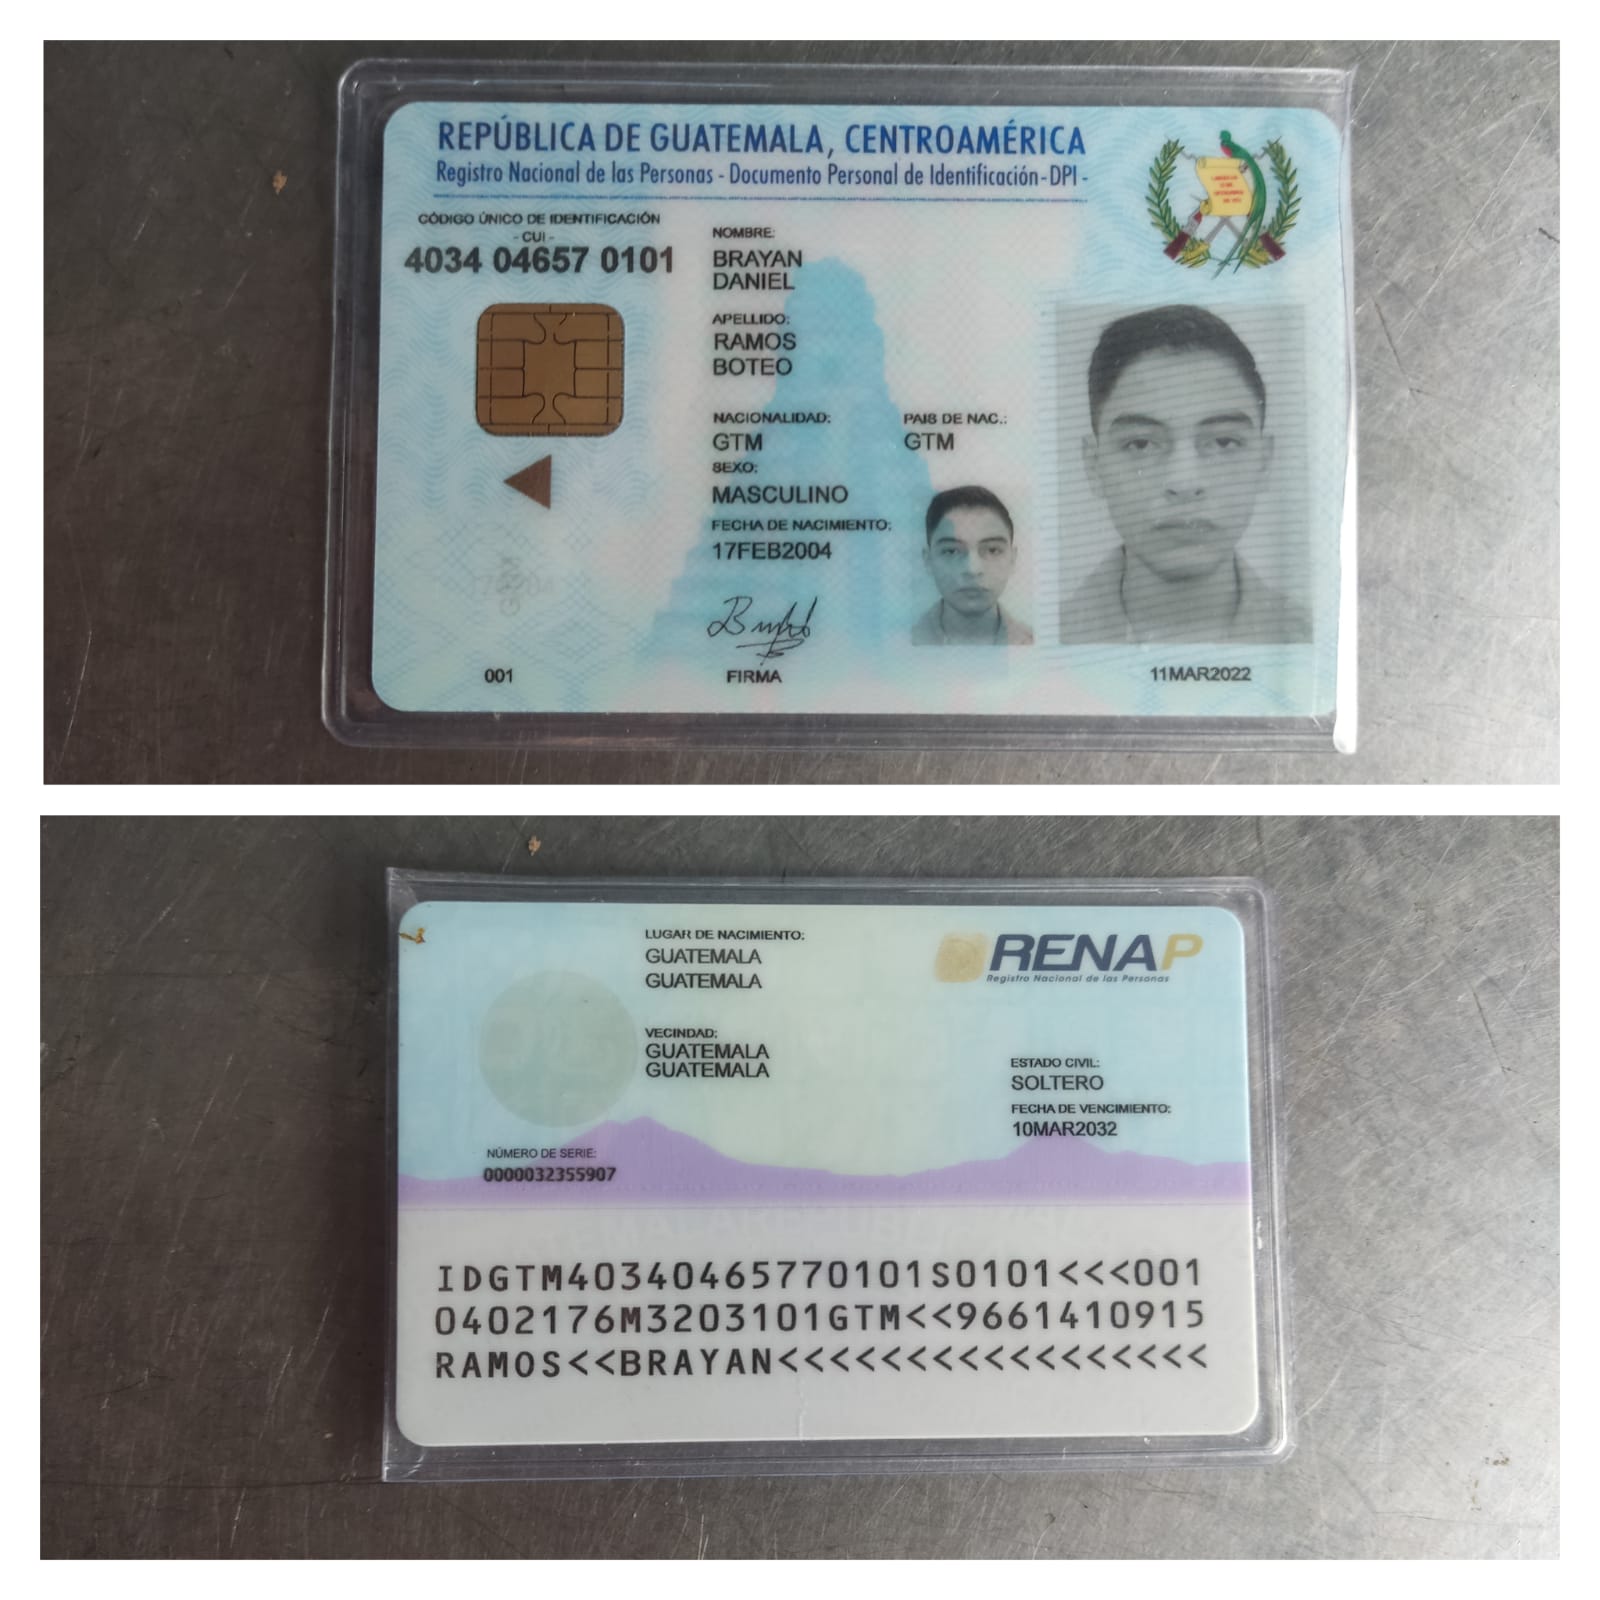 REPÚBLICA DE GUATEMALA, CENTROAMÉRICA
Registro Nacional de las Personas - Documento Personal de Identificación - DPI -
CÓDIGO ÚNICO DE IDENTIFICACIÓN
- CUI -
4034 04657 0101
NOMBRE:
BRAYAN
DANIEL
APELLIDO:
RAMOS
BOTEO
NACIONALIDAD: PAIS DE NAC.:
GTM GTM
SEXO:
MASCULINO
FECHA DE NACIMIENTO:
17FEB2004
001 FIRMA 11MAR2022
LUGAR DE NACIMIENTO:
GUATEMALA
GUATEMALA
RENAP
Registro Nacional de las Personas
VECINDAD:
GUATEMALA
GUATEMALA
ESTADO CIVIL:
SOLTERO
FECHA DE VENCIMIENTO:
10MAR2032
NÚMERO DE SERIE:
0000032355907
IDGTM40340465770101S0101<<<001
0402176M3203101GTM<<9661410915
RAMOS<<BRAYAN<<<<<<<<<<<<<<<<<